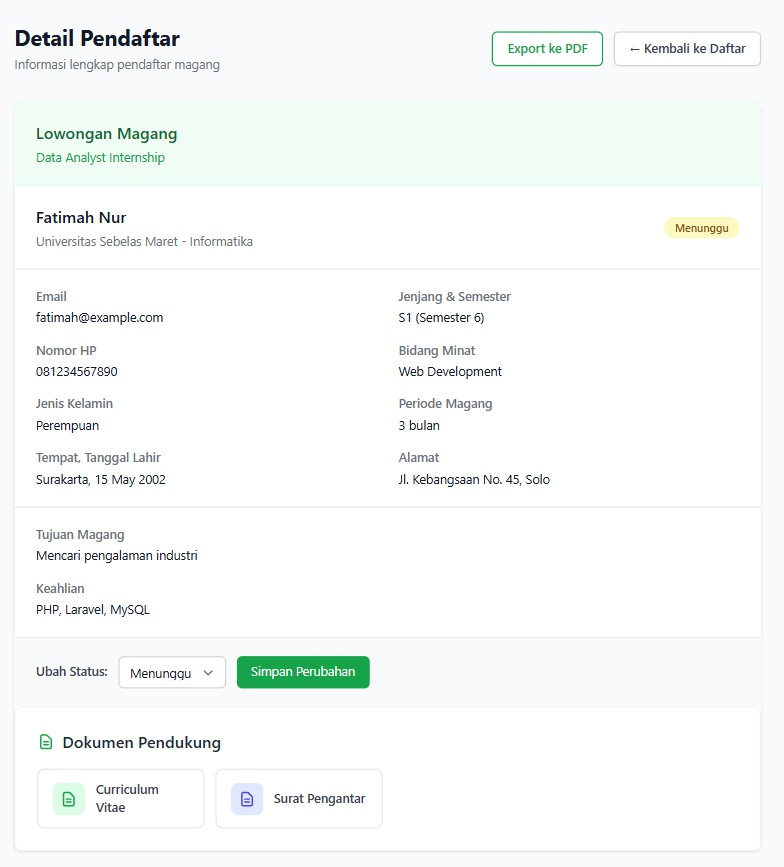 Detail Pendaftar
Informasi lengkap pendaftar magang
Export ke PDF
← Kembali ke Daftar
Lowongan Magang
Data Analyst Internship
Fatimah Nur
Universitas Sebelas Maret - Informatika
Menunggu
Email
fatimah@example.com
Jenjang & Semester
S1 (Semester 6)
Nomor HP
081234567890
Bidang Minat
Web Development
Jenis Kelamin
Perempuan
Periode Magang
3 bulan
Tempat, Tanggal Lahir
Surakarta, 15 May 2002
Alamat
Jl. Kebangsaan No. 45, Solo
Tujuan Magang
Mencari pengalaman industri
Keahlian
PHP, Laravel, MySQL
Ubah Status:
Menunggu
Simpan Perubahan
Dokumen Pendukung
Curriculum
Vitae
Surat Pengantar